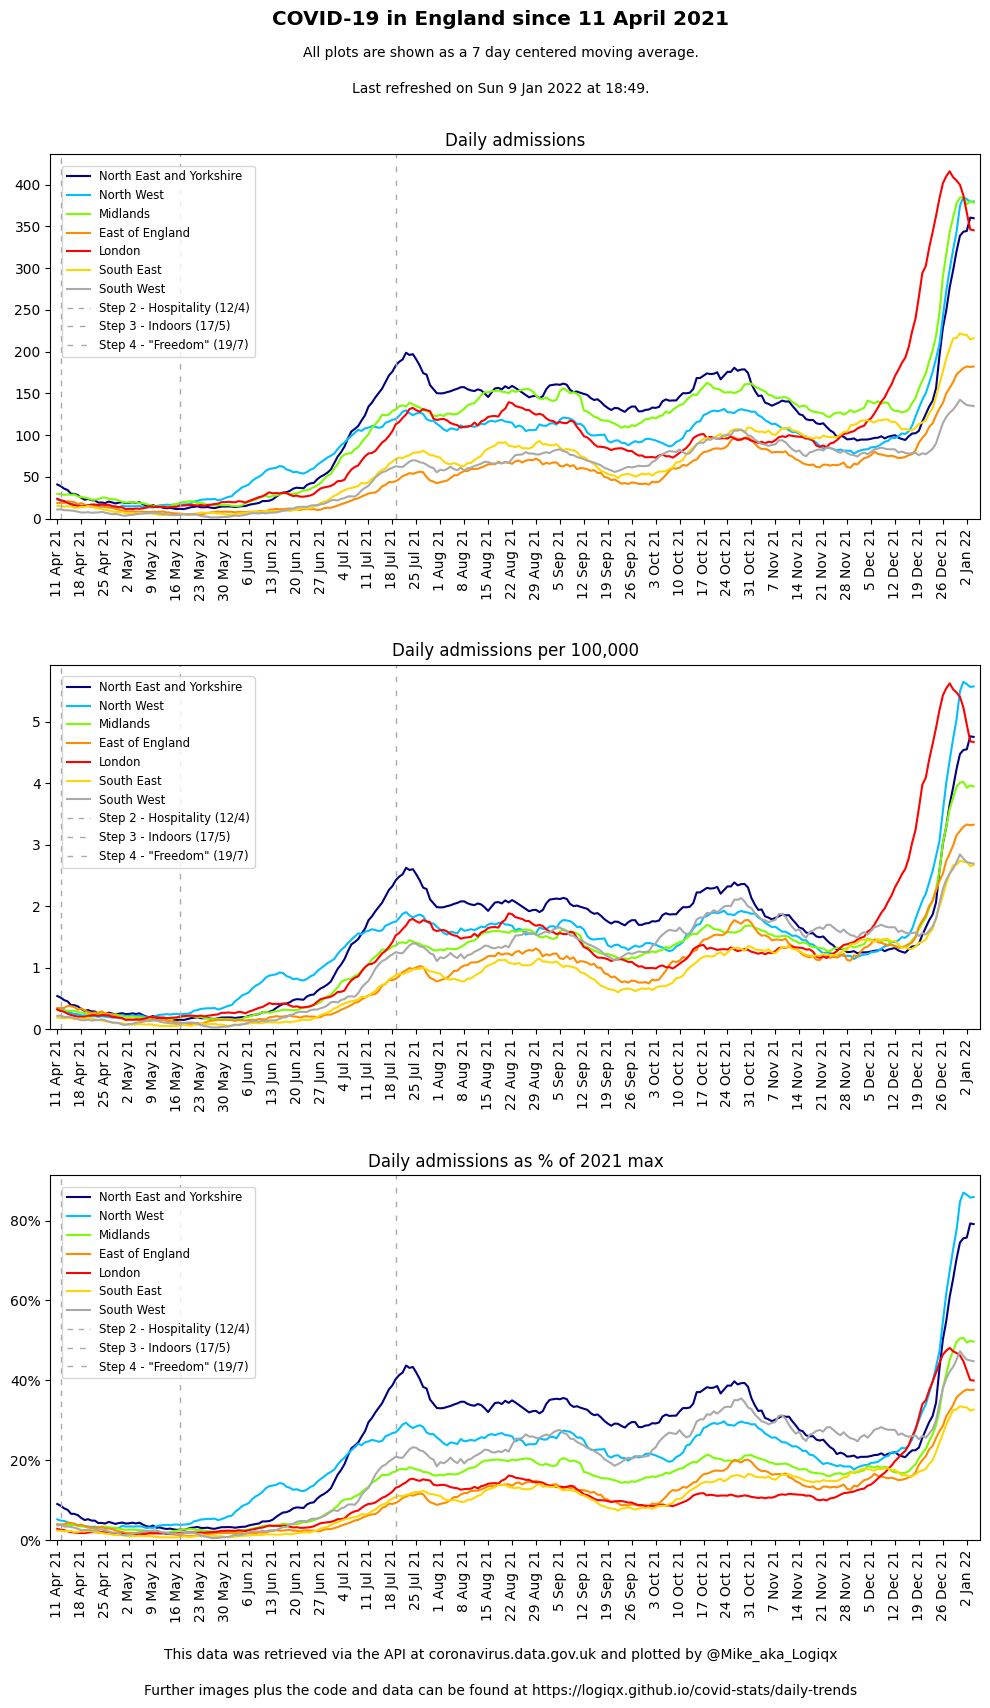 COVID-19 in England since 11 April 2021
All plots are shown as a 7 day centered moving average.
Last refreshed on Sun 9 Jan 2022 at 18:49.
Daily admissions
North East and Yorkshire
North West
Midlands
East of England
London
South East
South West
Step 2 - Hospitality (12/4)
Step 3 - Indoors (17/5)
Step 4 - "Freedom" (19/7)
400
350
300
250
200
150
100
50
0
11 Apr 21
18 Apr 21
25 Apr 21
2 May 21
9 May 21
16 May 21
23 May 21
30 May 21
6 Jun 21
13 Jun 21
20 Jun 21
27 Jun 21
4 Jul 21
11 Jul 21
18 Jul 21
25 Jul 21
1 Aug 21
8 Aug 21
15 Aug 21
22 Aug 21
29 Aug 21
5 Sep 21
12 Sep 21
19 Sep 21
26 Sep 21
3 Oct 21
10 Oct 21
17 Oct 21
24 Oct 21
31 Oct 21
7 Nov 21
14 Nov 21
21 Nov 21
28 Nov 21
5 Dec 21
12 Dec 21
19 Dec 21
26 Dec 21
2 Jan 22
Daily admissions per 100,000
North East and Yorkshire
North West
Midlands
East of England
London
South East
South West
Step 2 - Hospitality (12/4)
Step 3 - Indoors (17/5)
Step 4 - "Freedom" (19/7)
5
4
3
2
1
0
11 Apr 21
18 Apr 21
25 Apr 21
2 May 21
9 May 21
16 May 21
23 May 21
30 May 21
6 Jun 21
13 Jun 21
20 Jun 21
27 Jun 21
4 Jul 21
11 Jul 21
18 Jul 21
25 Jul 21
1 Aug 21
8 Aug 21
15 Aug 21
22 Aug 21
29 Aug 21
5 Sep 21
12 Sep 21
19 Sep 21
26 Sep 21
3 Oct 21
10 Oct 21
17 Oct 21
24 Oct 21
31 Oct 21
7 Nov 21
14 Nov 21
21 Nov 21
28 Nov 21
5 Dec 21
12 Dec 21
19 Dec 21
26 Dec 21
2 Jan 22
Daily admissions as % of 2021 max
North East and Yorkshire
North West
Midlands
East of England
London
South East
South West
Step 2 - Hospitality (12/4)
Step 3 - Indoors (17/5)
Step 4 - "Freedom" (19/7)
80%
60%
40%
20%
0%
11 Apr 21
18 Apr 21
25 Apr 21
2 May 21
9 May 21
16 May 21
23 May 21
30 May 21
6 Jun 21
13 Jun 21
20 Jun 21
27 Jun 21
4 Jul 21
11 Jul 21
18 Jul 21
25 Jul 21
1 Aug 21
8 Aug 21
15 Aug 21
22 Aug 21
29 Aug 21
5 Sep 21
12 Sep 21
19 Sep 21
26 Sep 21
3 Oct 21
10 Oct 21
17 Oct 21
24 Oct 21
31 Oct 21
7 Nov 21
14 Nov 21
21 Nov 21
28 Nov 21
5 Dec 21
12 Dec 21
19 Dec 21
26 Dec 21
2 Jan 22
This data was retrieved via the API at coronavirus.data.gov.uk and plotted by @Mike_aka_Logiqx
Further images plus the code and data can be found at https://logiqx.github.io/covid-stats/daily-trends